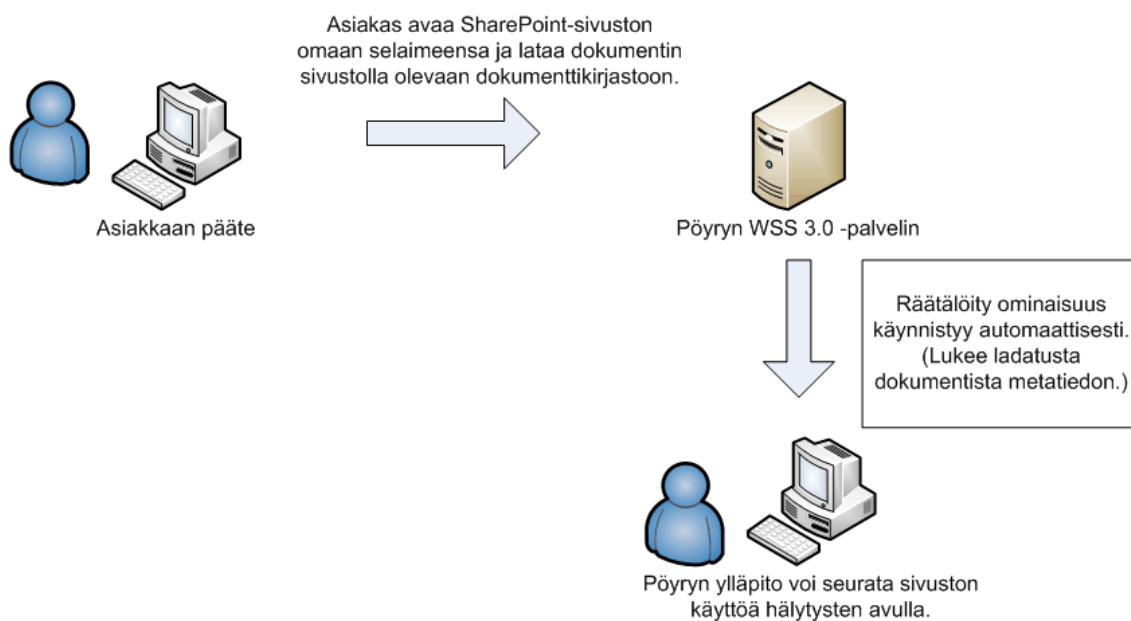 Asiakas avaa SharePoint-sivuston
omaan selaimeensa ja lataa dokumentin
sivustolla olevaan dokumenttikirjastoon.
Asiakkaan pääte
Pöyryn WSS 3.0 -palvelin
Räätälöity ominaisuus
käynnistyy automaattisesti.
(Lukee ladatusta
dokumentista metatiedon.)
Pöyryn ylläpito voi seurata sivuston
käyttöä hälytysten avulla.